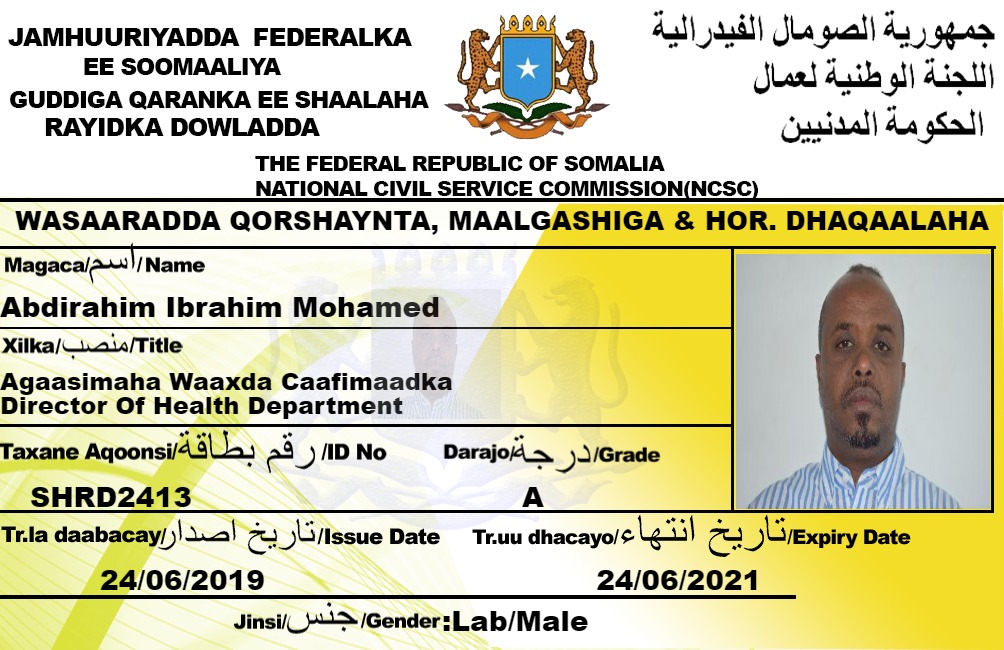 JAMHUURIYADDA FEDERALKA
EE SOOMAALIYA
GUDDIGA QARANKA EE SHAALAHA
RAYIDKA DOWLADDA
جمهورية الصومال الفيدرالية
اللجنة الوطنية لعمال
الحكومة المدنيين
THE FEDERAL REPUBLIC OF SOMALIA
NATIONAL CIVIL SERVICE COMMISSION(NCSC)
WASAARADDA QORSHAYNTA, MAALGASHIGA & HOR. DHAQAALAHA
Magaca/اسم/Name
Abdirahim Ibrahim Mohamed
Xilka/منصب/Title
Agaasimaha Waaxda Caafimaadka
Director Of Health Department
Taxane Aqoonsi/رقم بطاقة/ID No
Darajo/درجة/Grade
SHRD2413
A
Tr.la daabacay/تاريخ اصدار/Issue Date
Tr.uu dhacayo/تاريخ انتهاء/Expiry Date
24/06/2019
24/06/2021
Jinsi/جنس/Gender:Lab/Male